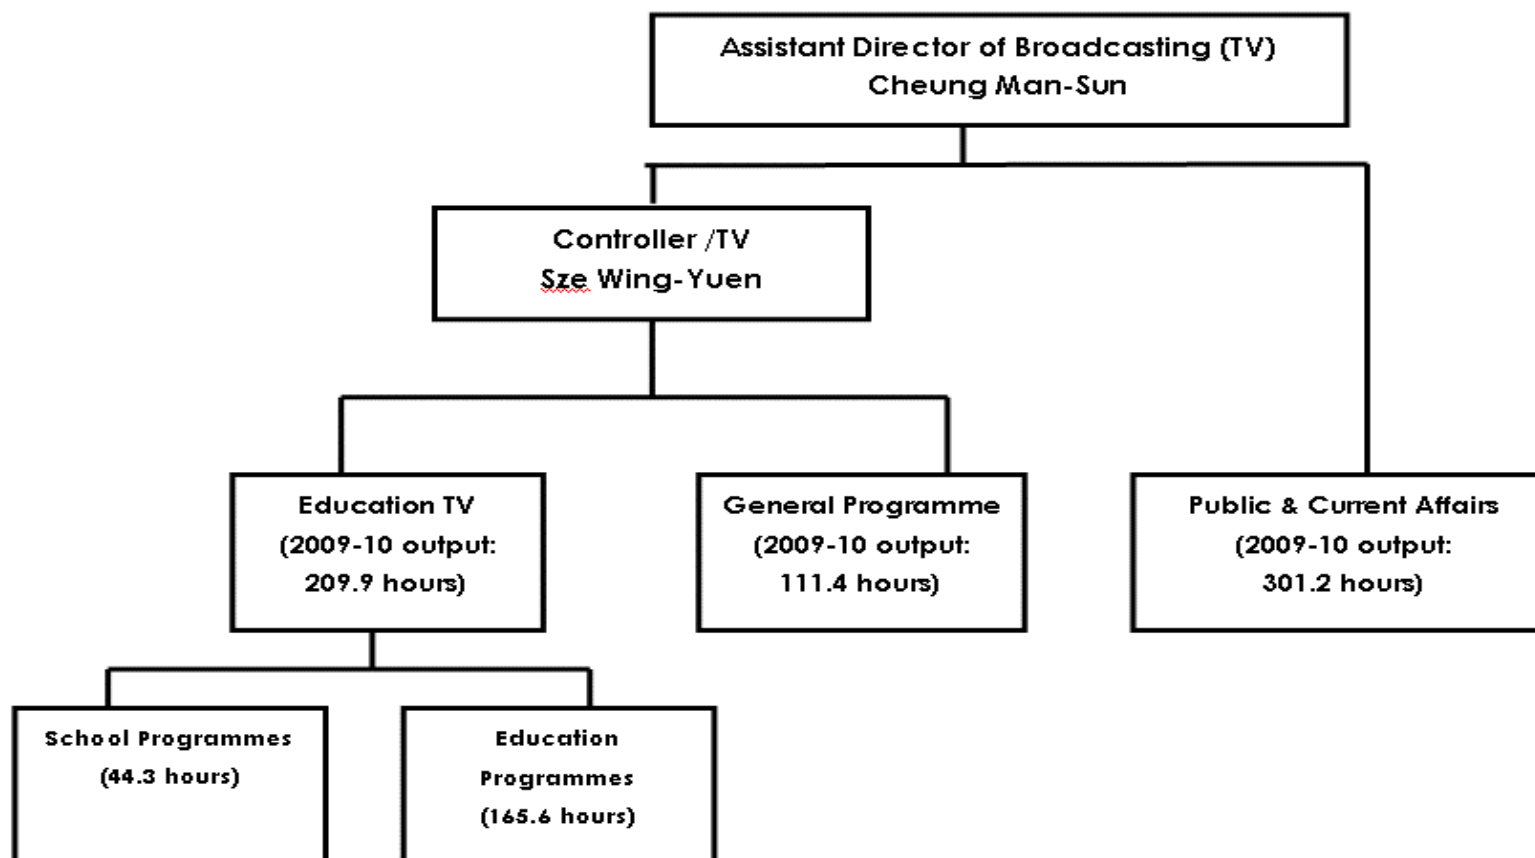 Assistant Director of Broadcasting (TV)
Cheung Man-Sun
Controller /TV
Sze Wing-Yuen
Education TV
(2009-10 output:
209.9 hours)
General Programme
(2009-10 output:
111.4 hours)
Public & Current Affairs
(2009-10 output:
301.2 hours)
School Programmes
(44.3 hours)
Education
Programmes
(165.6 hours)